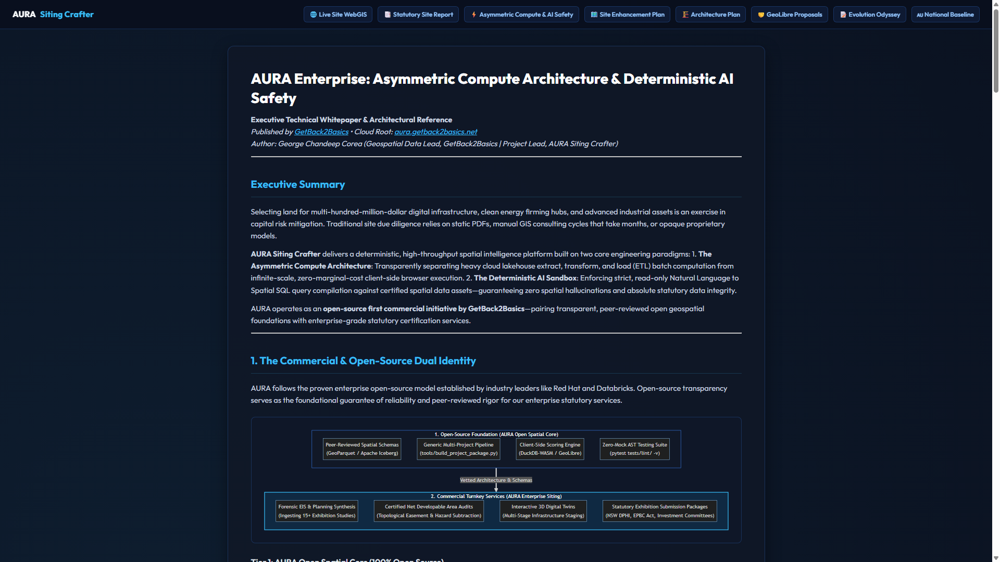 AURA Siting Crafter
Live Site WebGIS
Statutory Site Report
Asymmetric Compute & AI Safety
Site Enhancement Plan
Architecture Plan
GeoLibre Proposals
Evolution Odyssey
AU National Baseline
AURA Enterprise: Asymmetric Compute Architecture & Deterministic AI
Safety
Executive Technical Whitepaper & Architectural Reference
Published by GetBack2Basics • Cloud Root: aura.getback2basics.net
Author: George Chandeep Corea (Geospatial Data Lead, GetBack2Basics | Project Lead, AURA Siting Crafter)
Executive Summary
Selecting land for multi-hundred-million-dollar digital infrastructure, clean energy firming hubs, and advanced industrial assets is an exercise in
capital risk mitigation. Traditional site due diligence relies on static PDFs, manual GIS consulting cycles that take months, or opaque proprietary
models.
AURA Siting Crafter delivers a deterministic, high-throughput spatial intelligence platform built on two core engineering paradigms: 1. The
Asymmetric Compute Architecture: Transparently separating heavy cloud lakehouse extract, transform, and load (ETL) batch computation from
infinite-scale, zero-marginal-cost client-side browser execution. 2. The Deterministic AI Sandbox: Enforcing strict, read-only Natural Language to
Spatial SQL query compilation against certified spatial data assets—guaranteeing zero spatial hallucinations and absolute statutory data integrity.
AURA operates as an open-source first commercial initiative by GetBack2Basics—pairing transparent, peer-reviewed open geospatial
foundations with enterprise-grade statutory certification services.
1. The Commercial & Open-Source Dual Identity
AURA follows the proven enterprise open-source model established by industry leaders like Red Hat and Databricks. Open-source transparency
serves as the foundational guarantee of reliability and peer-reviewed rigor for our enterprise statutory services.
1. Open-Source Foundation (AURA Open Spatial Core)
Peer-Reviewed Spatial Schemas
(GeoParquet / Apache Iceberg)
Generic Multi-Project Pipeline
(tools/build_project_package.py)
Client-Side Scoring Engine
(DuckDB-WASM / GeoLibre)
Zero-Mock AST Testing Suite
(pytest tests/lint/ -v)
Vetted Architecture & Schemas
2. Commercial Turnkey Services (AURA Enterprise Siting)
Forensic EIS & Planning Synthesis
(Ingesting 15+ Exhibition Studies)
Certified Net Developable Area Audits
(Topological Easement & Hazard Subtraction)
Interactive 3D Digital Twins
(Multi-Stage Infrastructure Staging)
Statutory Exhibition Submission Packages
(NSW DPHI, EPBC Act, Investment Committees)
Tier 1: AURA Open Spatial Core (100% Open Source)